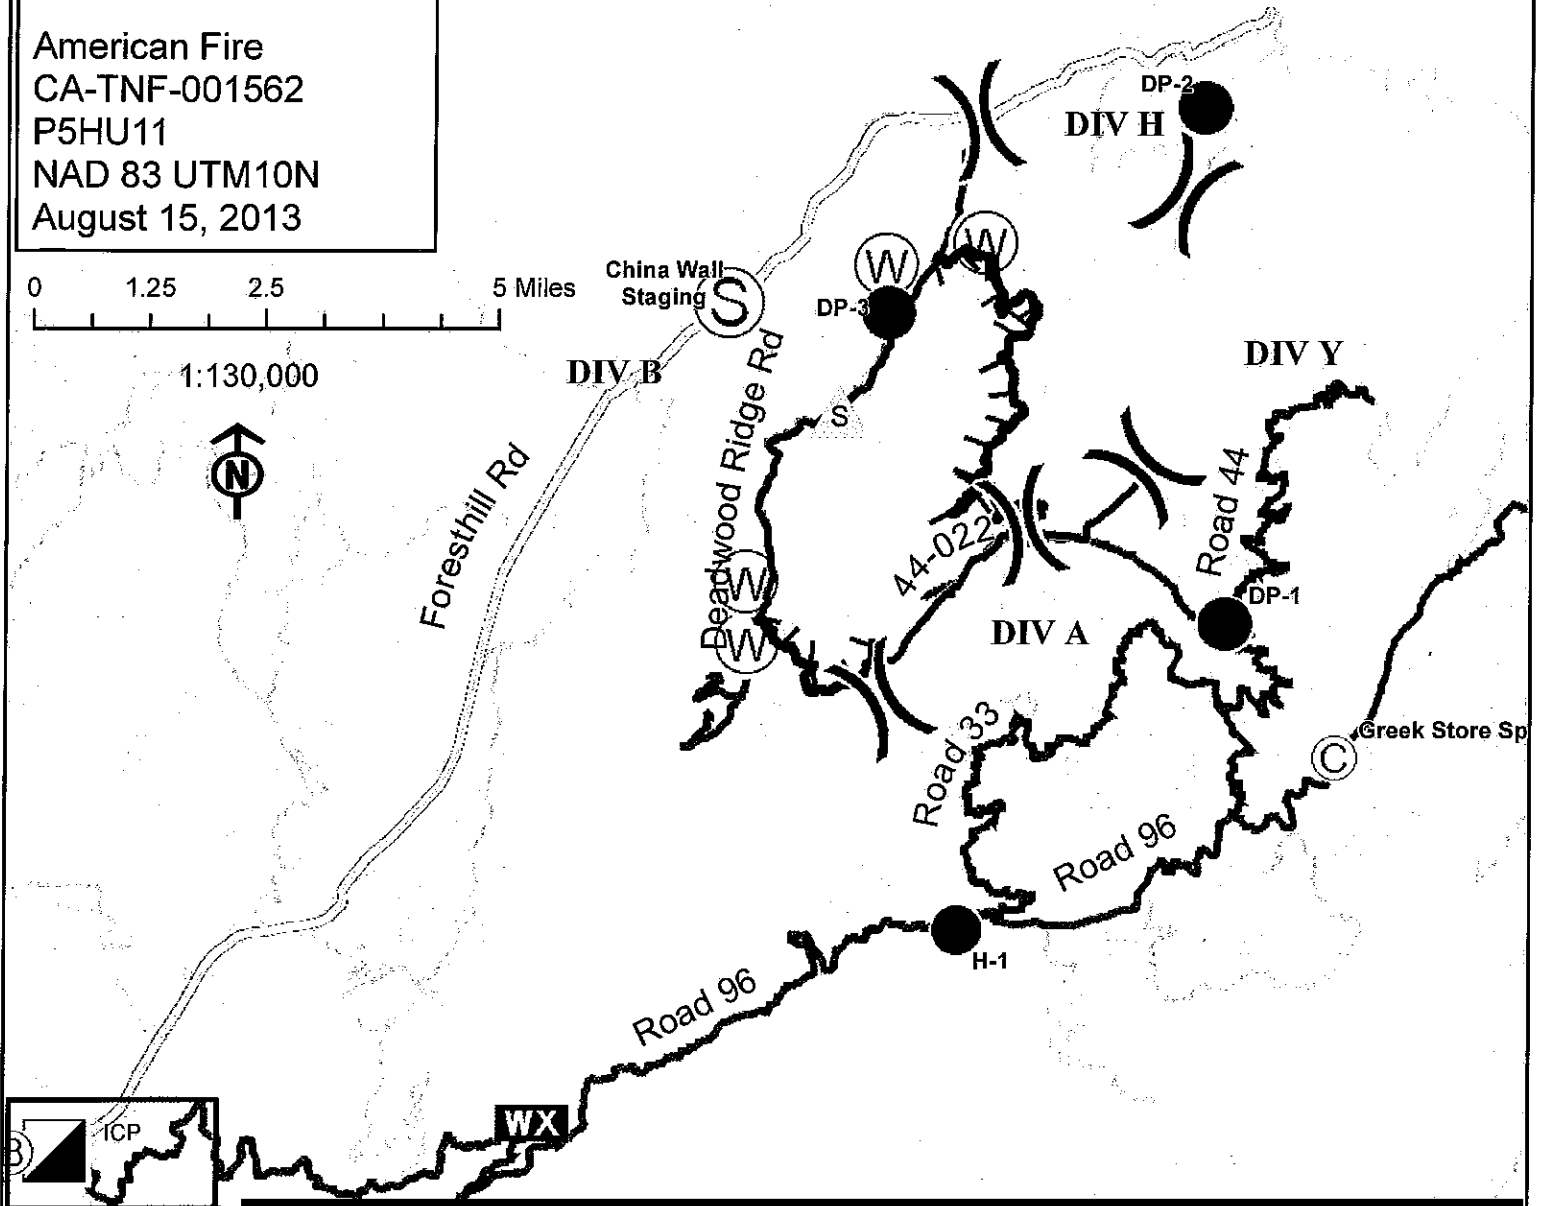 American Fire
CA-TNF-001562
P5HU11
NAD 83 UTM10N
August 15, 2013
0 1.25 2.5 5 Miles
1:130,000
N
DP-2
DIV H
W
W
China Wall
Staging
S
DP-3
DIV B
DIV Y
S
Deadwood Ridge Rd
Foresthill Rd
Road 44
44-022
W
W
DP-1
DIV A
Road 33
Greek Store Sp
C
Road 96
H-1
Road 96
WX
ICP
B